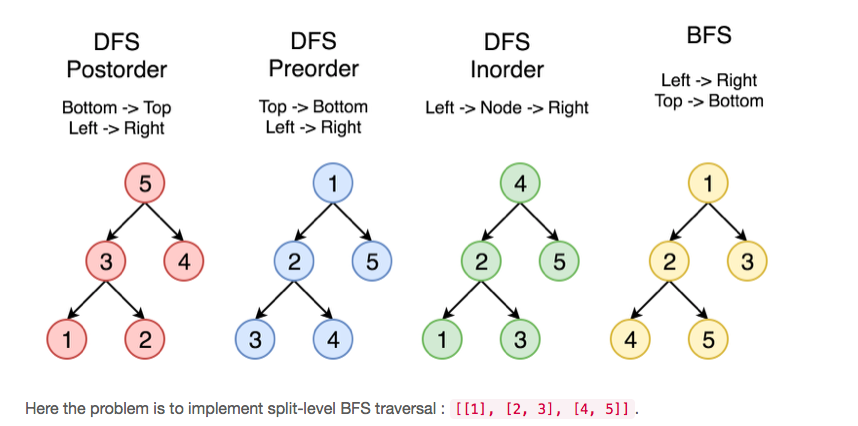 DFS
Postorder
Bottom -> Top
Left -> Right
5
3
4
1
2
DFS
Preorder
Top -> Bottom
Left -> Right
1
2
5
3
4
DFS
Inorder
Left -> Node -> Right
4
2
5
1
3
BFS
Left -> Right
Top -> Bottom
1
2
3
4
5
Here the problem is to implement split-level BFS traversal : [[1], [2, 3], [4, 5]] .